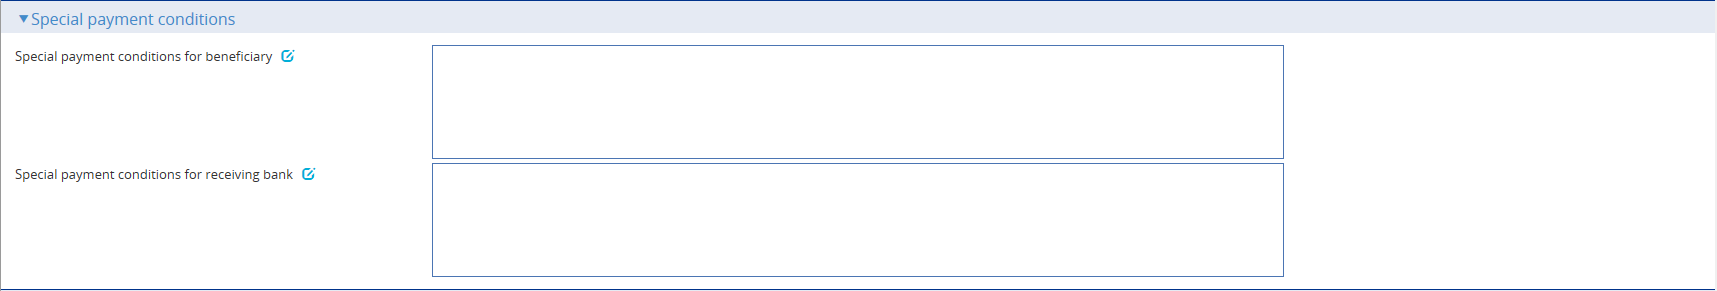 Special payment conditions
Special payment conditions for beneficiary
Special payment conditions for receiving bank